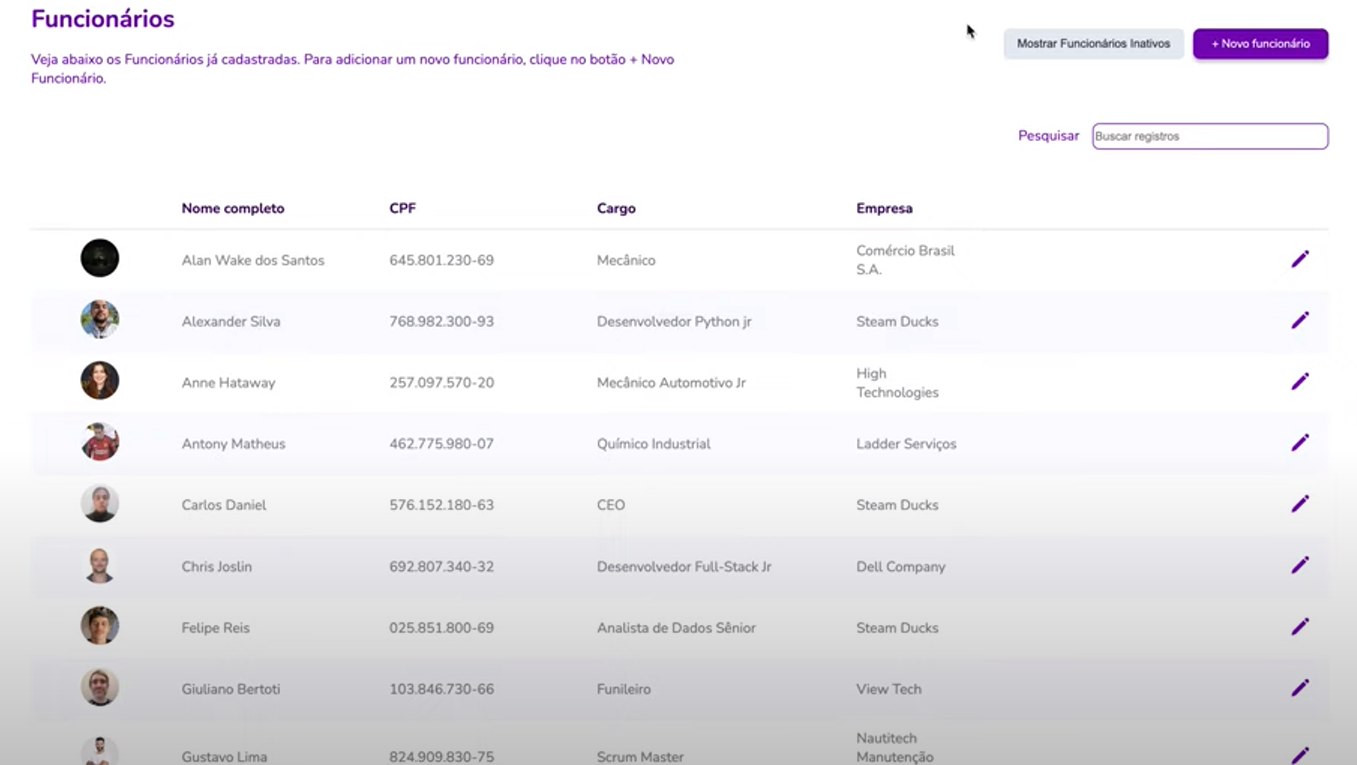 Funcionários
Mostrar Funcionários Inativos
+ Novo funcionário
Veja abaixo os Funcionários já cadastradas. Para adicionar um novo funcionário, clique no botão + Novo
Funcionário.
Pesquisar
Buscar registros
Nome completo CPF Cargo Empresa
Alan Wake dos Santos 645.801.230-69 Mecânico Comércio Brasil
S.A.
Alexander Silva 768.982.300-93 Desenvolvedor Python jr Steam Ducks
Anne Hataway 257.097.570-20 Mecânico Automotivo Jr High
Technologies
Antony Matheus 462.775.980-07 Químico Industrial Ladder Serviços
Carlos Daniel 576.152.180-63 CEO Steam Ducks
Chris Joslin 692.807.340-32 Desenvolvedor Full-Stack Jr Dell Company
Felipe Reis 025.851.800-69 Analista de Dados Sênior Steam Ducks
Giuliano Bertoti 103.846.730-66 Funileiro View Tech
Gustavo Lima 824.909.830-75 Scrum Master Nautitech
Manutenção